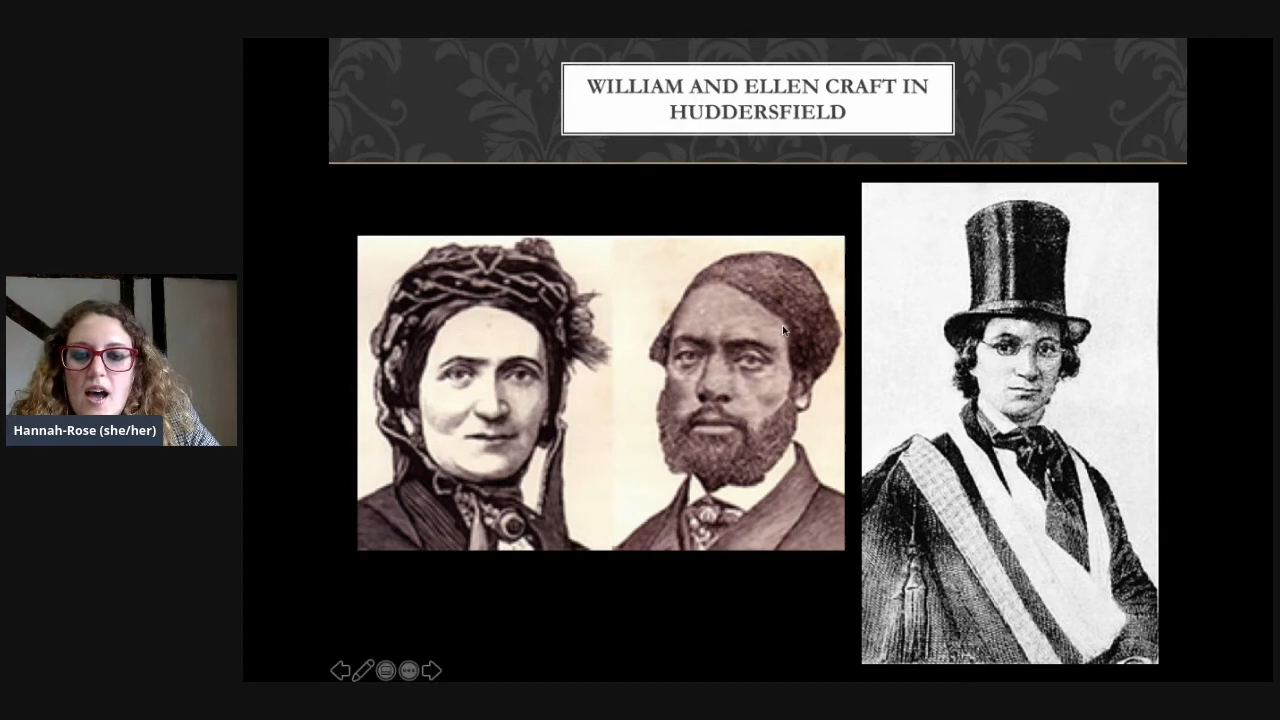 WILLIAM AND ELLEN CRAFT IN
HUDDERSFIELD
Hannah-Rose (she/her)